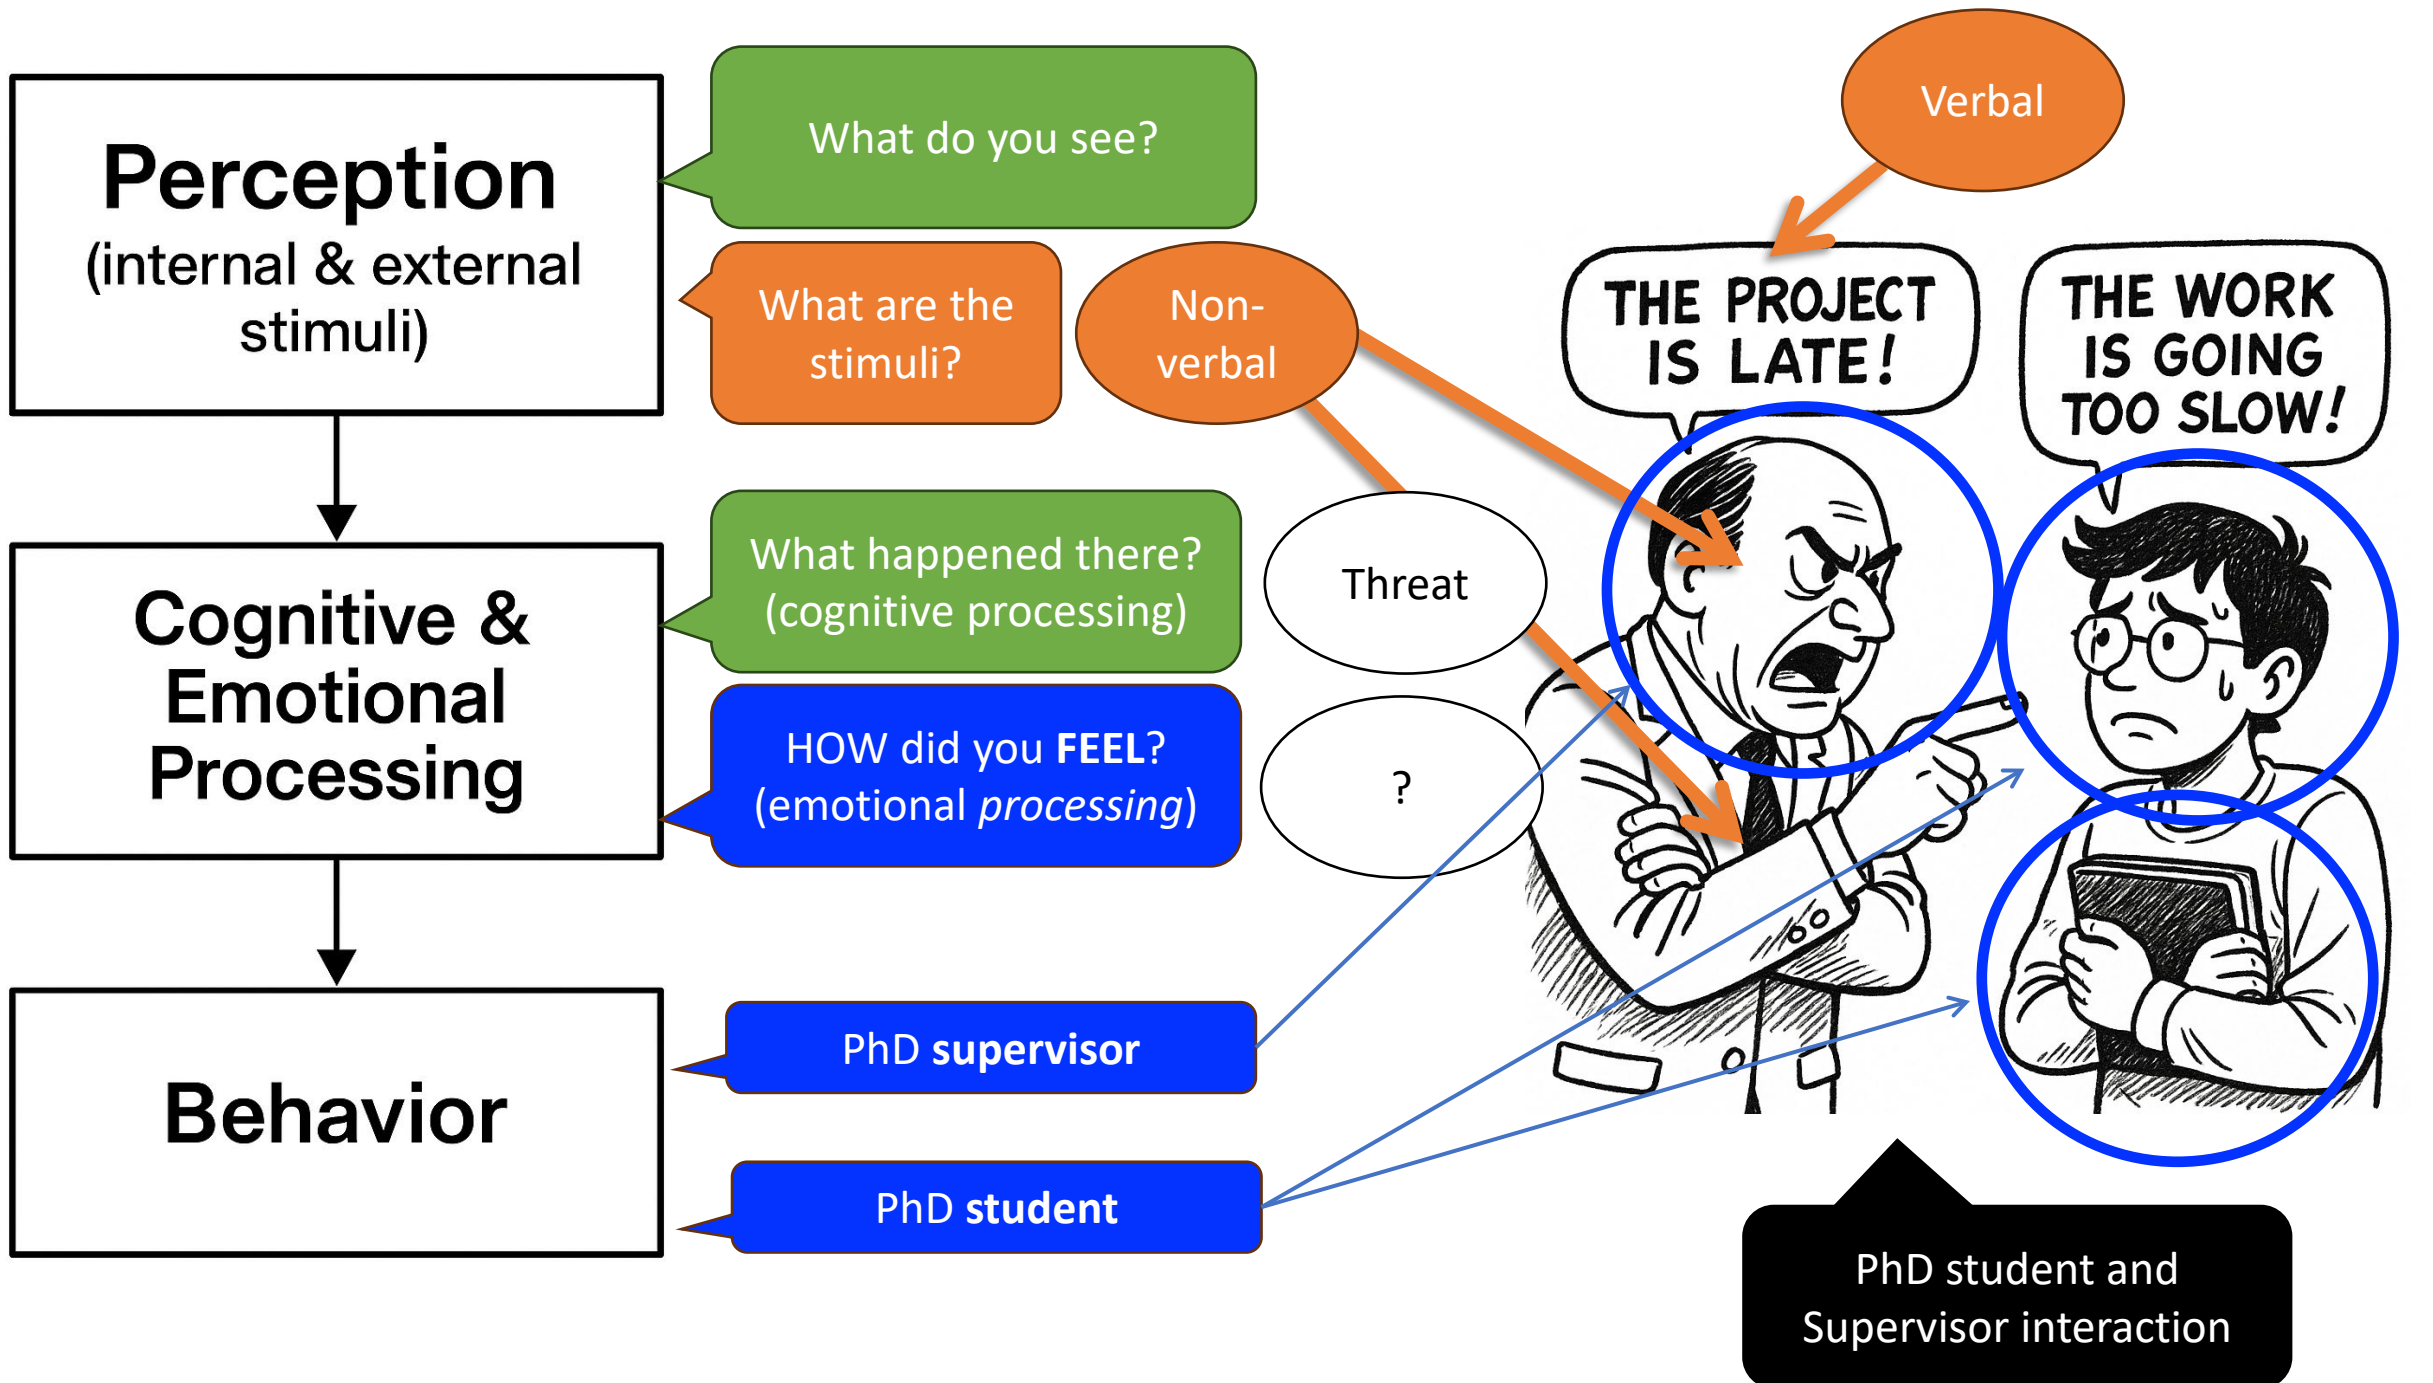 Perception
(internal & external
stimuli)
What do you see?
What are the
stimuli?
Non-
verbal
Verbal
THE PROJECT
IS LATE!
THE WORK
IS GOING
TOO SLOW!
Cognitive &
Emotional
Processing
What happened there?
(cognitive processing)
Threat
HOW did you FEEL?
(emotional processing)
?
Behavior
PhD supervisor
PhD student
PhD student and
Supervisor interaction